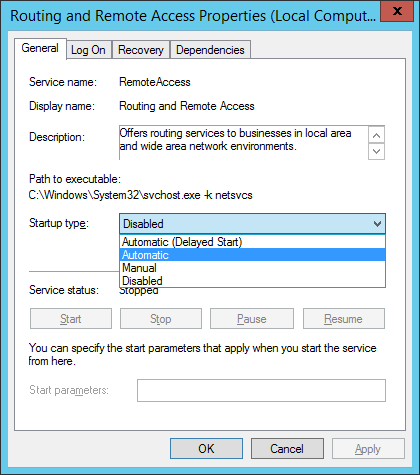 Routing and Remote Access Properties (Local Comput...
General Log On Recovery Dependencies
Service name: RemoteAccess
Display name: Routing and Remote Access
Description: Offers routing services to businesses in local area
and wide area network environments.
Path to executable:
C:\Windows\System32\svchost.exe -k netsvcs
Startup type: Disabled
Automatic (Delayed Start)
Automatic
Manual
Disabled
Service status: Stopped
Start Stop Pause Resume
You can specify the start parameters that apply when you start the service
from here.
Start parameters:
OK Cancel Apply